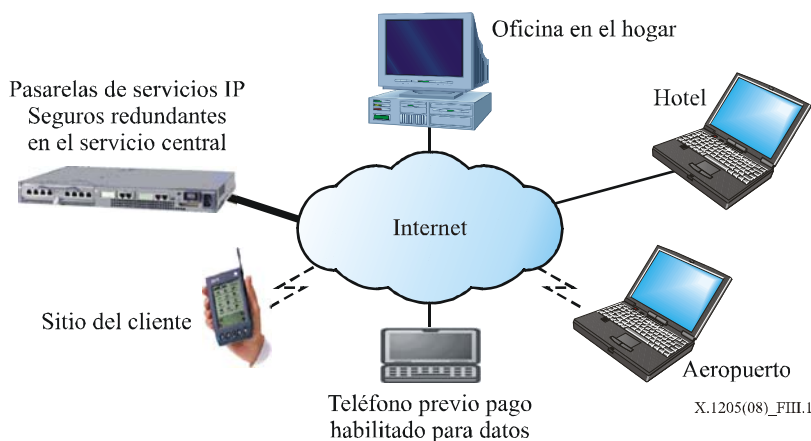 Oficina en el hogar
Pasarelas de servicios IP
Seguros redundantes
en el servicio central
Hotel
Internet
Sitio del cliente
Aeropuerto
Teléfono previo pago
habilitado para datos
X.1205(08)_FIII.1